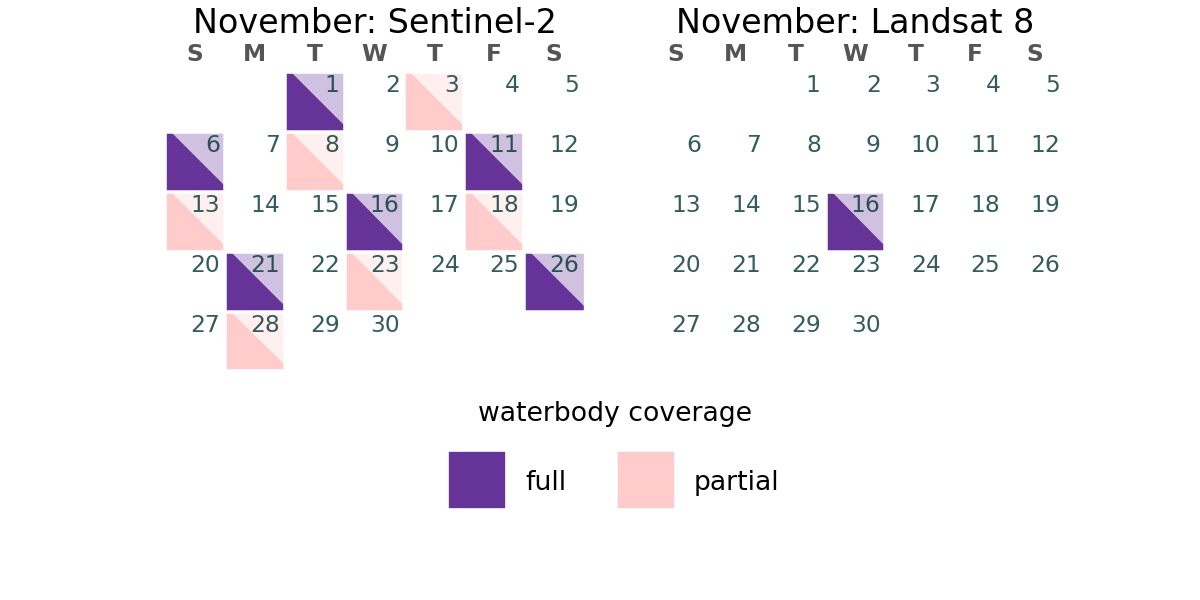 November: Sentinel-2
S M T W T F S
1 2 3 4 5
6 7 8 9 10 11 12
13 14 15 16 17 18 19
20 21 22 23 24 25 26
27 28 29 30
November: Landsat 8
S M T W T F S
1 2 3 4 5
6 7 8 9 10 11 12
13 14 15 16 17 18 19
20 21 22 23 24 25 26
27 28 29 30
waterbody coverage
full
partial